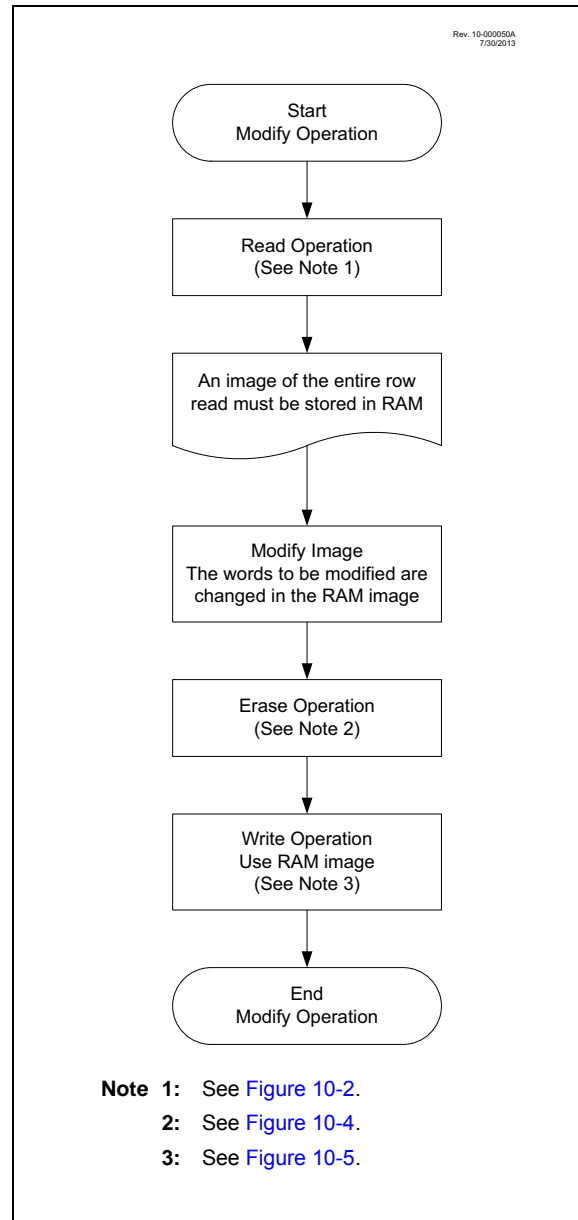 Rev. 10-000050A
7/30/2013
Start
Modify Operation
Read Operation
(See Note 1)
An image of the entire row
read must be stored in RAM
Modify Image
The words to be modified are
changed in the RAM image
Erase Operation
(See Note 2)
Write Operation
Use RAM image
(See Note 3)
End
Modify Operation
Note 1: See Figure 10-2.
2: See Figure 10-4.
3: See Figure 10-5.